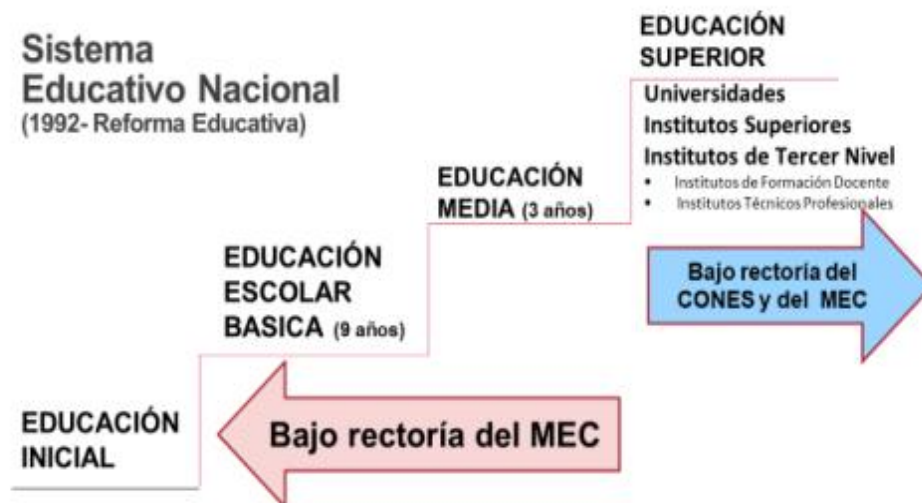 Sistema
Educativo Nacional
(1992- Reforma Educativa)
EDUCACIÓN
SUPERIOR
Universidades
Institutos Superiores
Institutos de Tercer Nivel
• Institutos de Formación Docente
• Institutos Técnicos Profesionales
EDUCACIÓN
MEDIA (3 años)
EDUCACIÓN
ESCOLAR
BASICA (9 años)
Bajo rectoría del
CONES y del MEC
EDUCACIÓN
INICIAL
Bajo rectoría del MEC